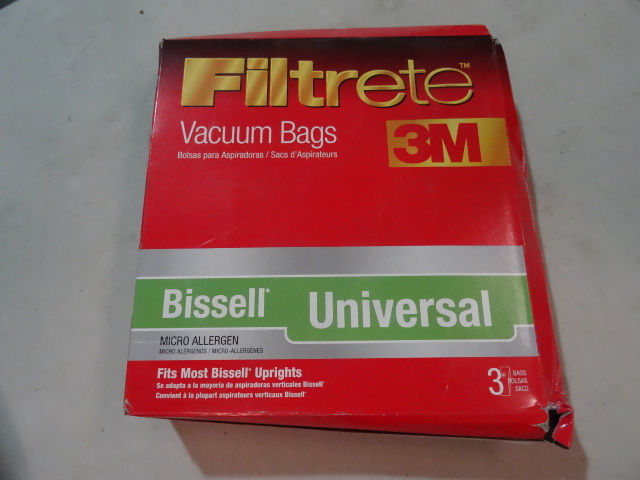 Filtrete™
Vacuum Bags
Bolsas para Aspiradoras / Sacs d'Aspirateurs
3M
Bissell* Universal
MICRO ALLERGEN
MICRO ALÉRGENOS / MICRO-ALLERGÈNES
Fits Most Bissell* Uprights
Se adapta a la mayoría de aspiradoras verticales Bissell*
Convient à la plupart aspirateurs verticaux Bissell*
3
BAGS
BOLSAS
SACS